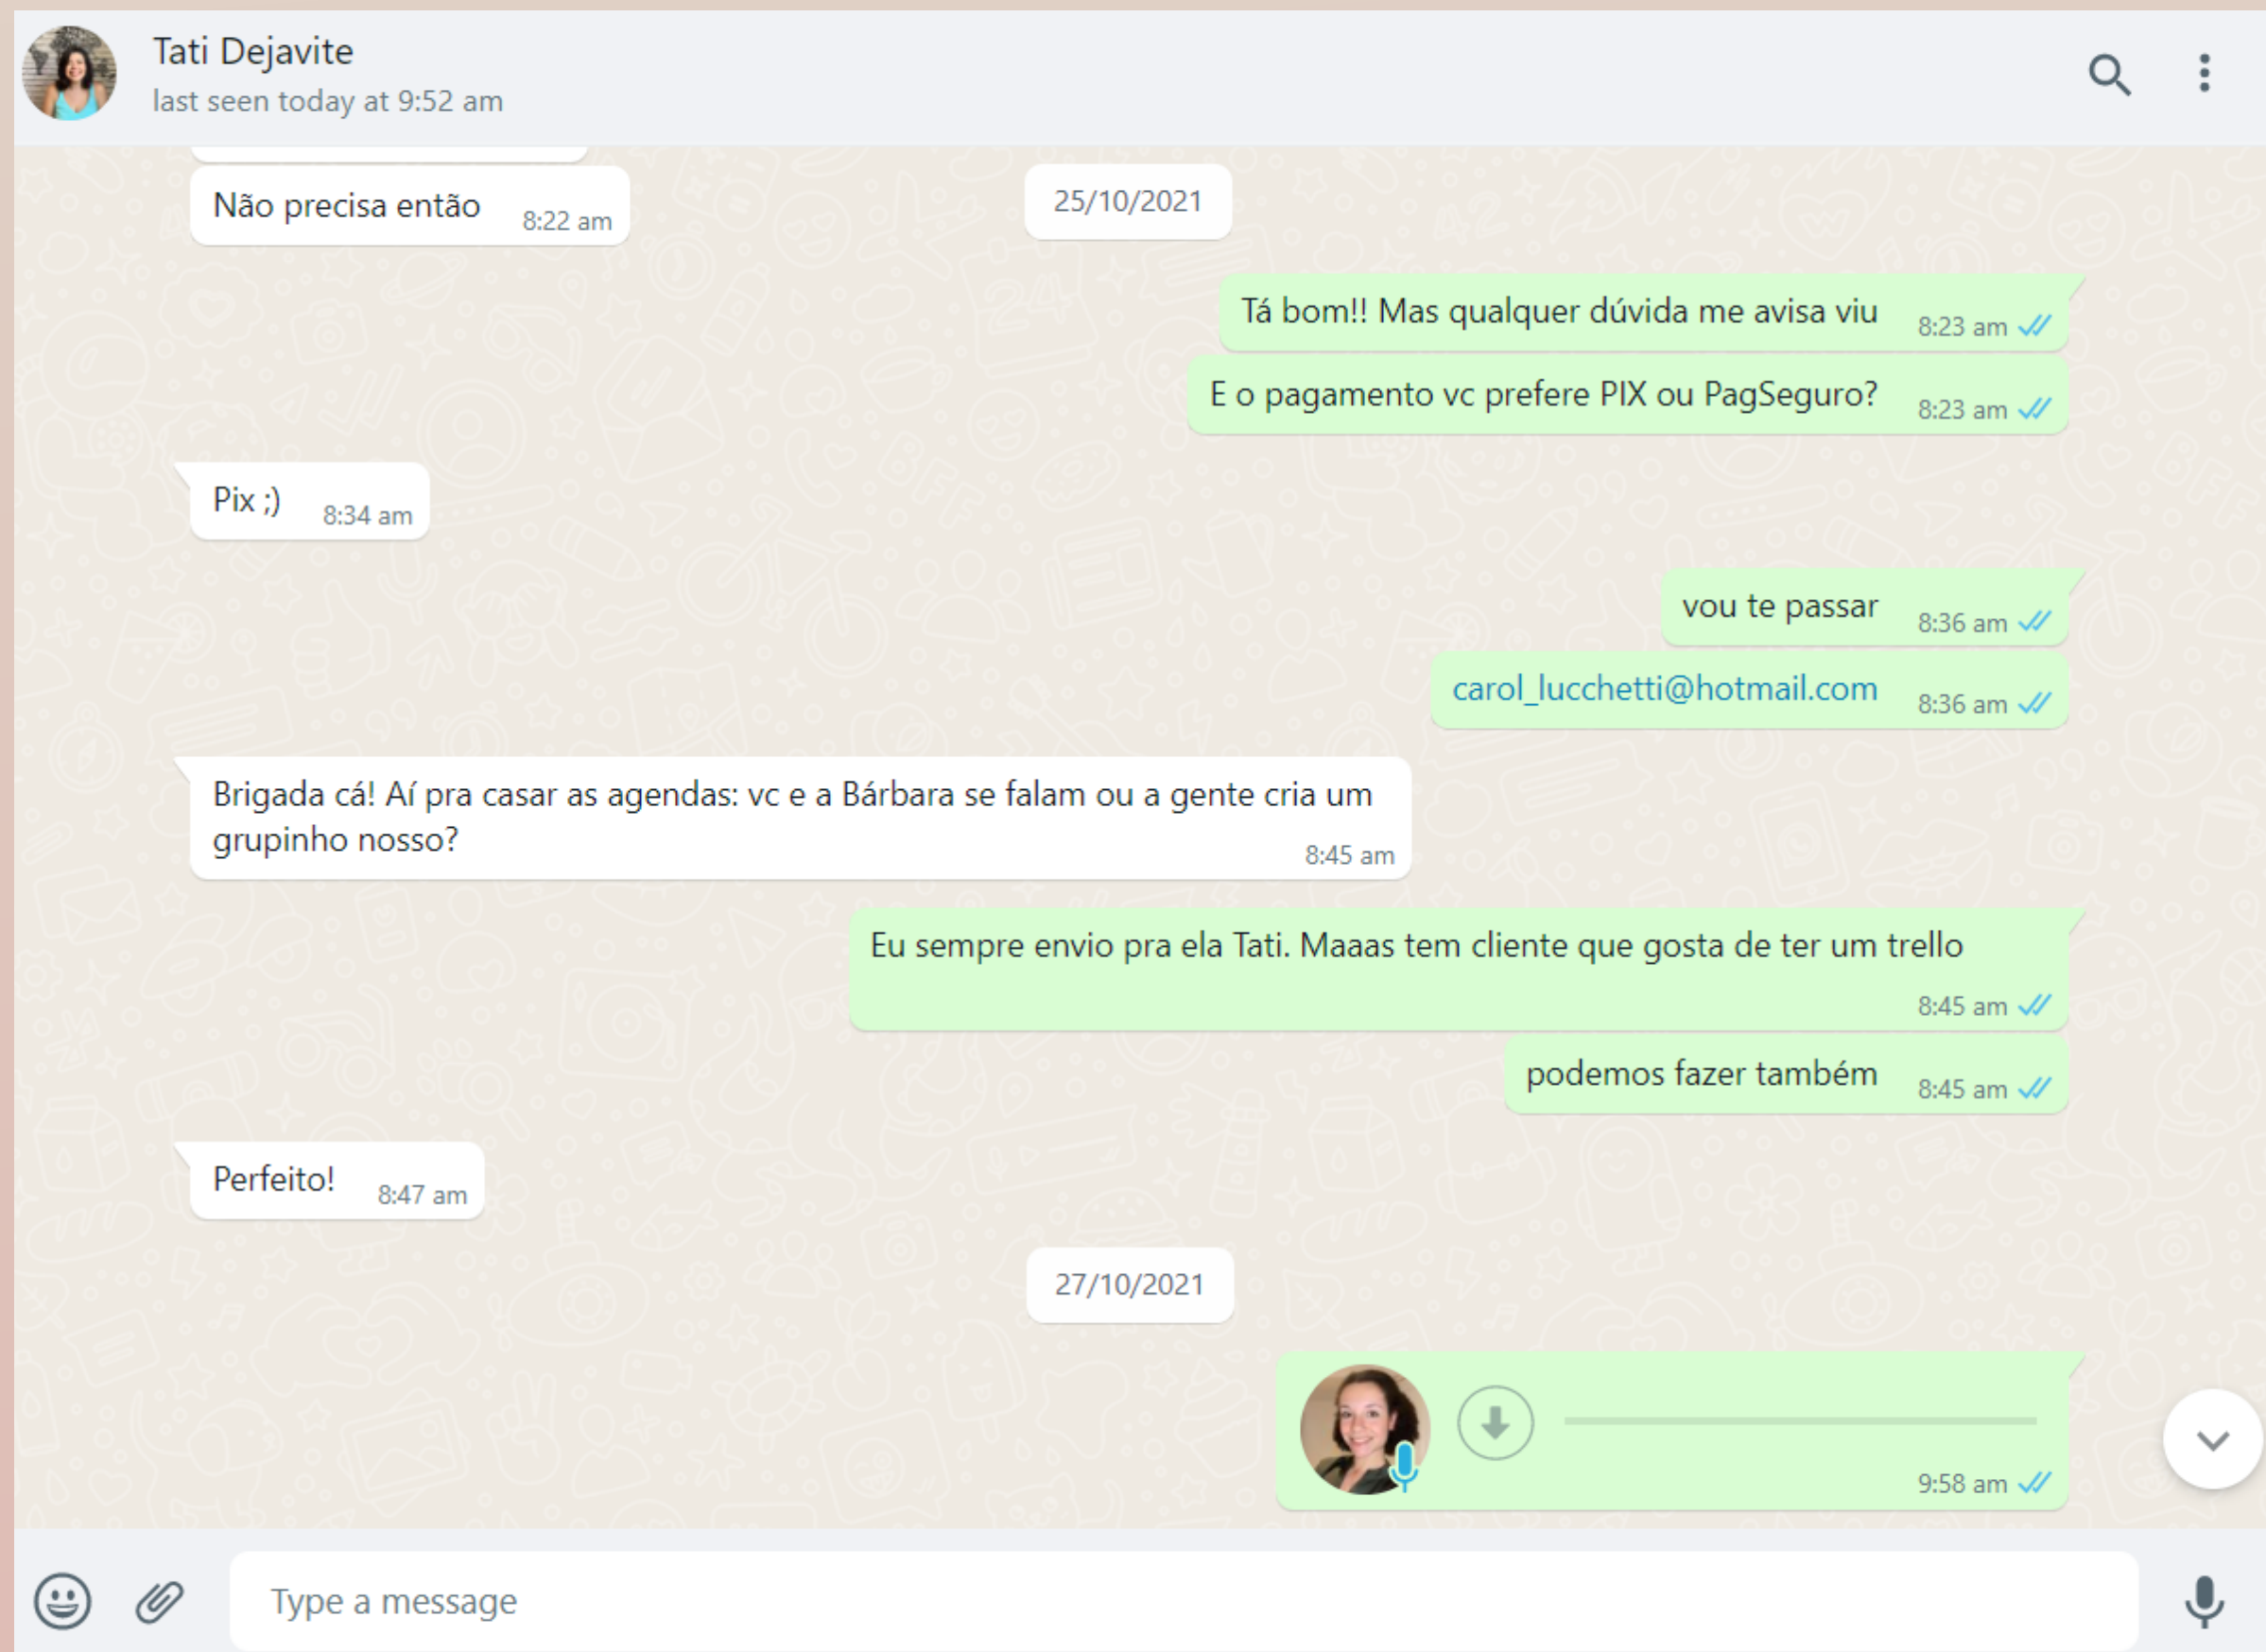 Tati Dejavite
last seen today at 9:52 am
25/10/2021
Não precisa então 8:22 am
Tá bom!! Mas qualquer dúvida me avisa viu 8:23 am
E o pagamento vc prefere PIX ou PagSeguro? 8:23 am
Pix ;) 8:34 am
vou te passar 8:36 am
carol_lucchetti@hotmail.com 8:36 am
Brigada cá! Aí pra casar as agendas: vc e a Bárbara se falam ou a gente cria um
grupinho nosso? 8:45 am
Eu sempre envio pra ela Tati. Maaas tem cliente que gosta de ter um trello
8:45 am
podemos fazer também 8:45 am
Perfeito! 8:47 am
27/10/2021
9:58 am
Type a message